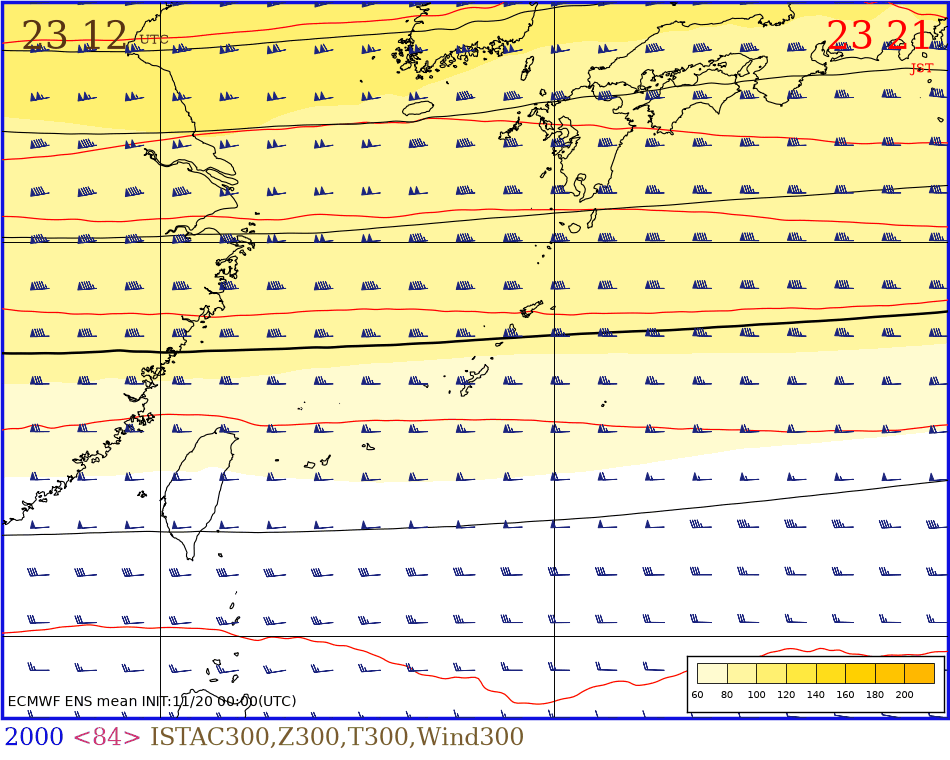 23 12 UTC
23 21
JST
60 80 100 120 140 160 180 200
ECMWF ENS mean INIT:11/20 00:00(UTC)
2000 <84> ISTAC300,Z300,T300,Wind300